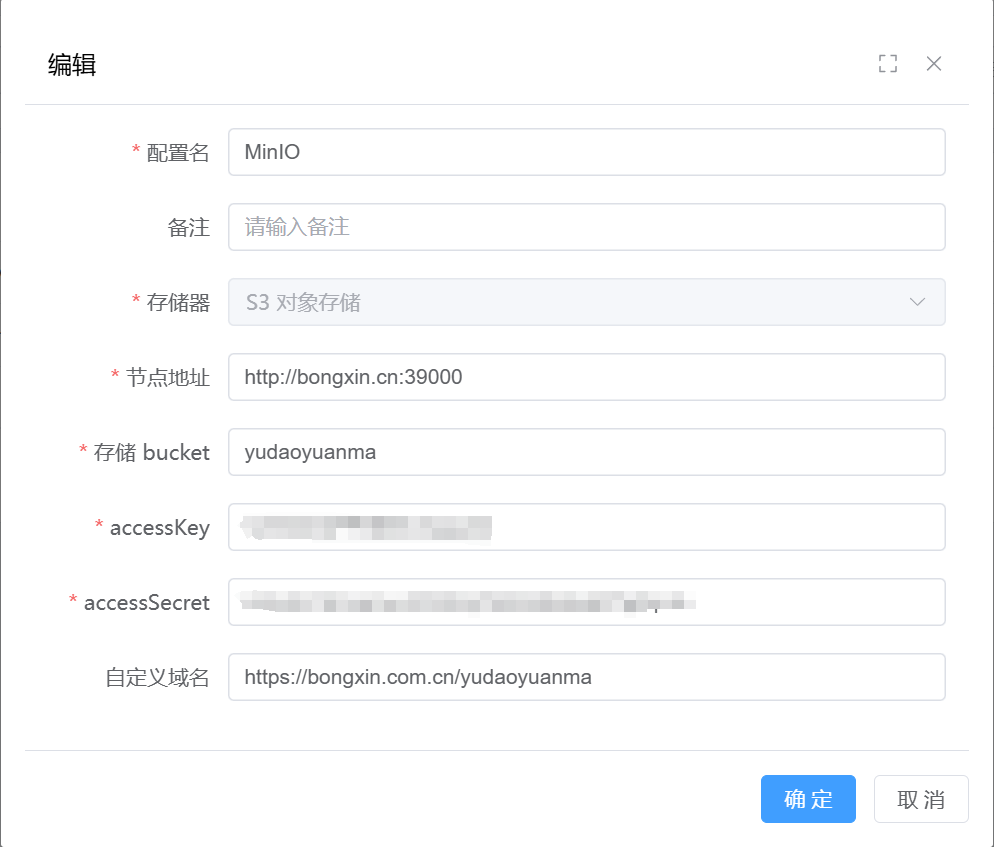 编辑
* 配置名 MinIO
备注 请输入备注
* 存储器 S3 对象存储
* 节点地址 http://bongxin.cn:39000
* 存储 bucket yudaoyuanma
* accessKey
* accessSecret
自定义域名 https://bongxin.com.cn/yudaoyuanma
确 定 取 消